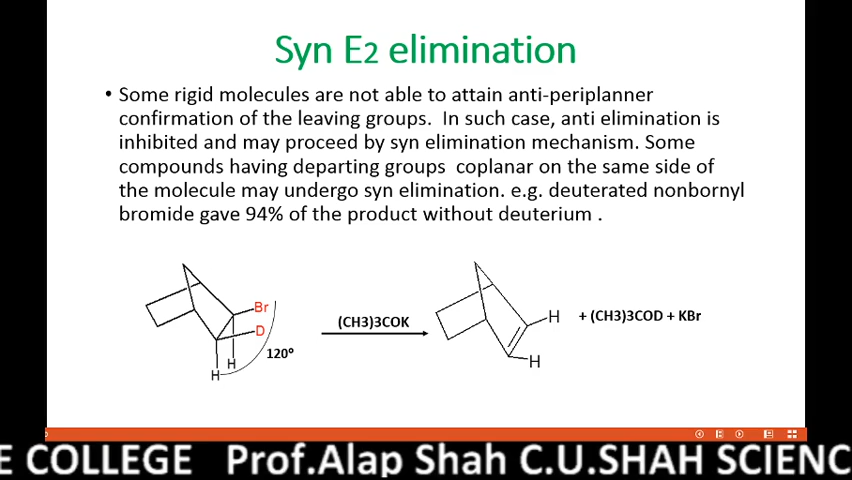 Syn E2 elimination
• Some rigid molecules are not able to attain anti-periplanner
confirmation of the leaving groups. In such case, anti elimination is
inhibited and may proceed by syn elimination mechanism. Some
compounds having departing groups coplanar on the same side of
the molecule may undergo syn elimination. e.g. deuterated nonbornyl
bromide gave 94% of the product without deuterium .
Br
D
H
H
120°
(CH3)3COK
H
H
+ (CH3)3COD + KBr
E COLLEGE Prof.Alap Shah C.U.SHAH SCIENC